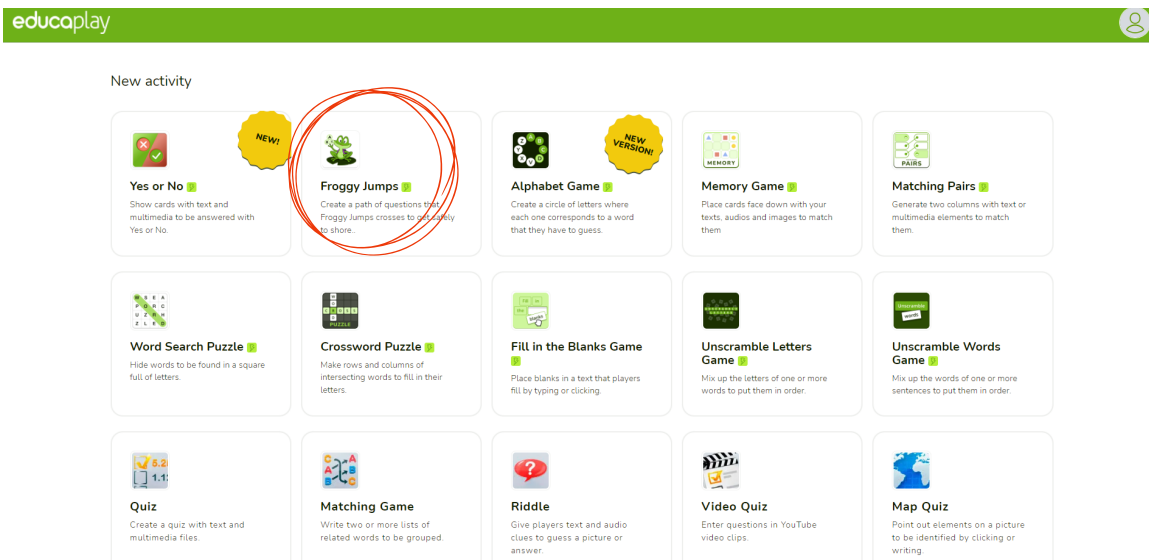 educaplay
New activity
NEW!
Yes or No
Show cards with text and
multimedia to be answered with
Yes or No.
Froggy Jumps
Create a path of questions that
Froggy Jumps crosses to get safely
to shore..
NEW
VERSION!
Alphabet Game
Create a circle of letters where
each one corresponds to a word
that they have to guess.
MEMORY
Memory Game
Place cards face down with your
texts, audios and images to match
them
PAIRS
Matching Pairs
Generate two columns with text or
multimedia elements to match
them.
Word Search Puzzle
Hide words to be found in a square
full of letters.
PUZZLE
Crossword Puzzle
Make rows and columns of
intersecting words to fill in their
letters.
fill in
the
blanks
Fill in the Blanks Game
Place blanks in a text that players
fill by typing or clicking.
Unscramble Letters
Game
Mix up the letters of one or more
words to put them in order.
Unscramble
words
Unscramble Words
Game
Mix up the words of one or more
sentences to put them in order.
Quiz
Create a quiz with text and
multimedia files.
Matching Game
Write two or more lists of
related words to be grouped.
Riddle
Give players text and audio
clues to guess a picture or
answer.
Video Quiz
Enter questions in YouTube
video clips.
Map Quiz
Point out elements on a picture
to be identified by clicking or
writing.